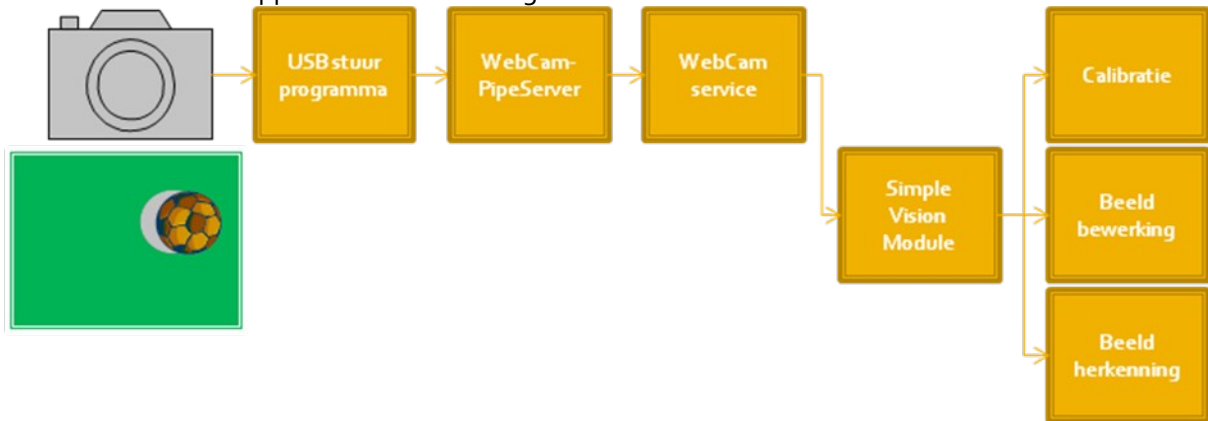 USB stuur
programma
WebCam-
PipeServer
WebCam
service
Simple
Vision
Module
Calibratie
Beeld
bewerking
Beeld
herkenning